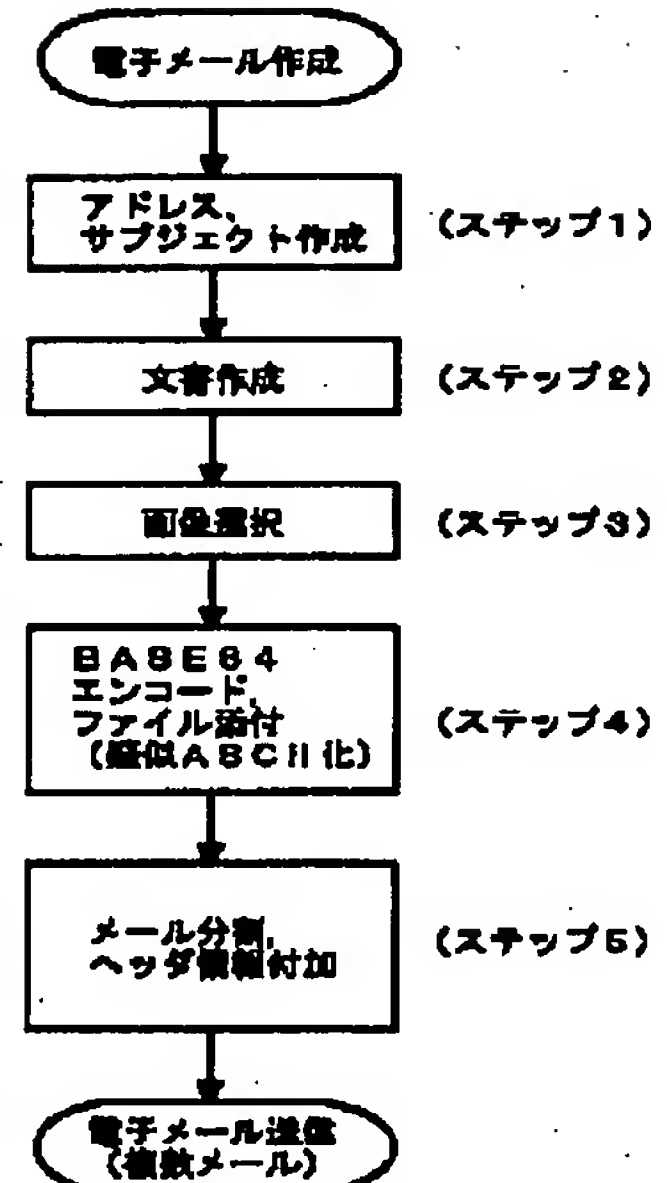 電子メール作成
アドレス、
サブジェクト作成
(ステップ1)
文書作成
(ステップ2)
画像選択
(ステップ3)
BASE64
エンコード,
ファイル添付
(擬似ASCII化)
(ステップ4)
メール分割,
ヘッダ情報付加
(ステップ5)
電子メール送信
(複数メール)